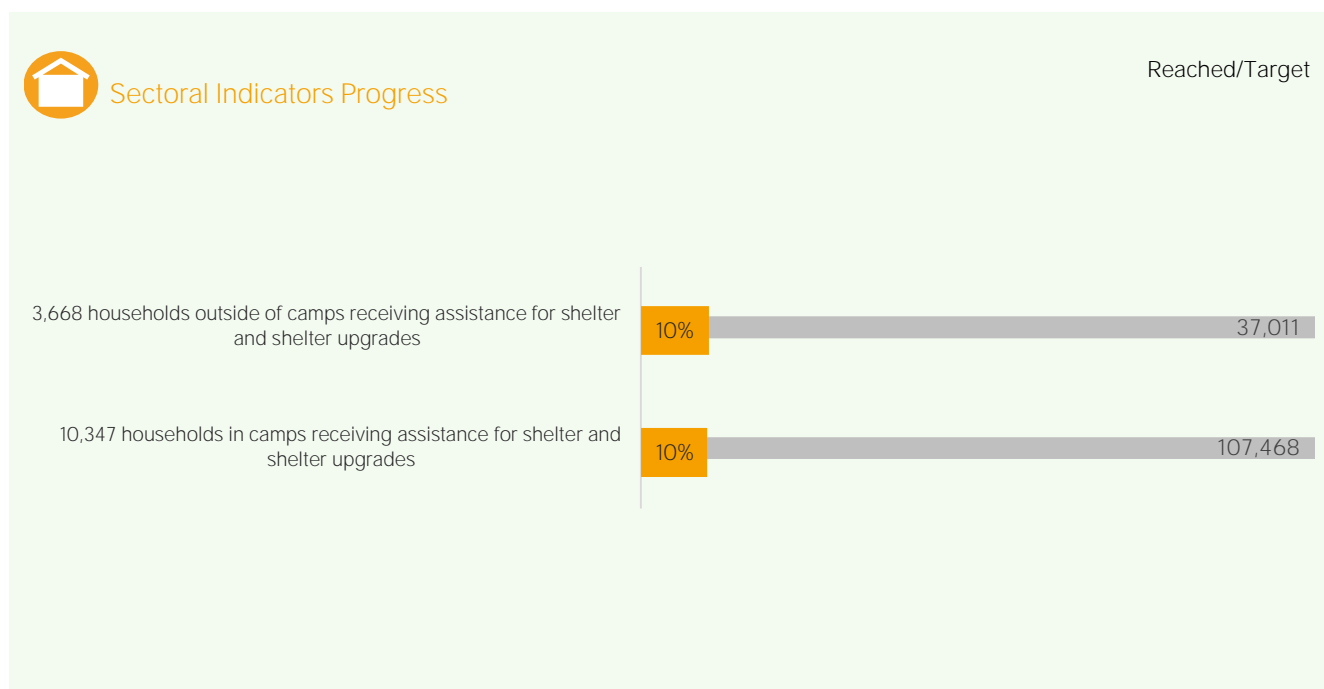 Reached/Target
Sectoral Indicators Progress
3,668 households outside of camps receiving assistance for shelter
and shelter upgrades
10%
37,011
10,347 households in camps receiving assistance for shelter and
shelter upgrades
10%
107,468